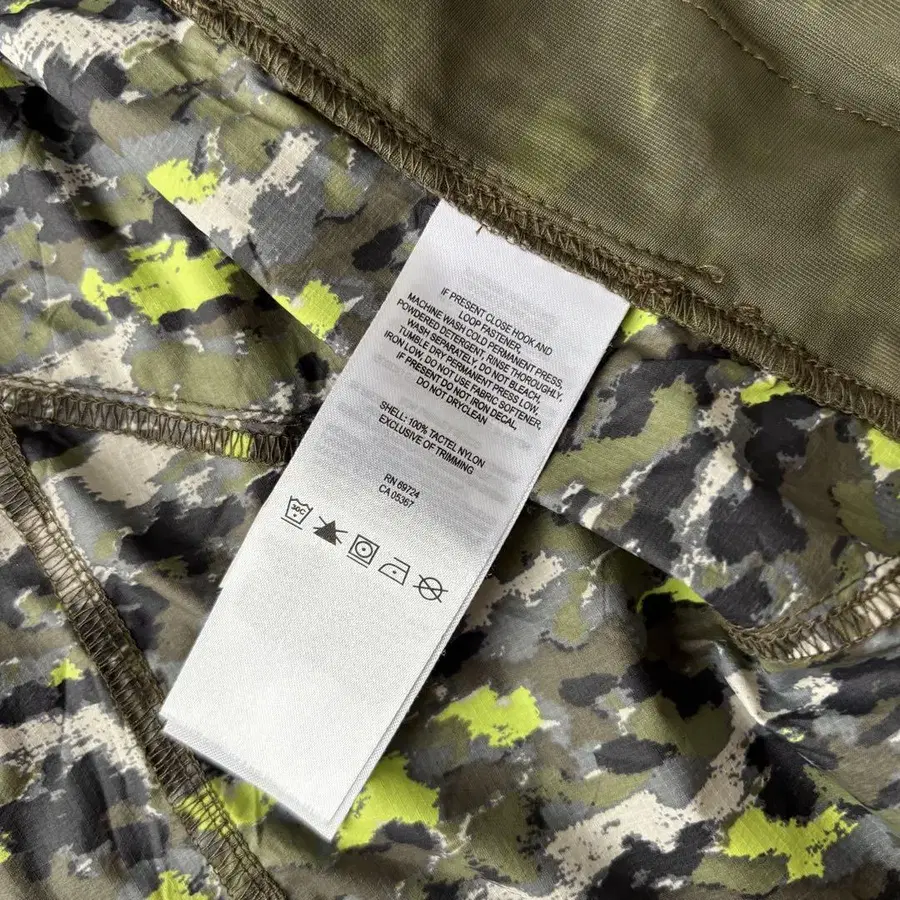 IF PRESENT CLOSE HOOK AND
LOOP FASTENER,
MACHINE WASH COLD PERMANENT PRESS,
POWDERED DETERGENT, RINSE THOROUGHLY,
WASH SEPARATELY, DO NOT BLEACH,
TUMBLE DRY PERMANENT PRESS LOW,
IRON LOW, DO NOT USE FABRIC SOFTENER,
IF PRESENT DO NOT IRON DECAL
DO NOT DRYCLEAN
SHELL: 100% TACTEL NYLON
EXCLUSIVE OF TRIMMING
RN 69724
CA 05367
30C